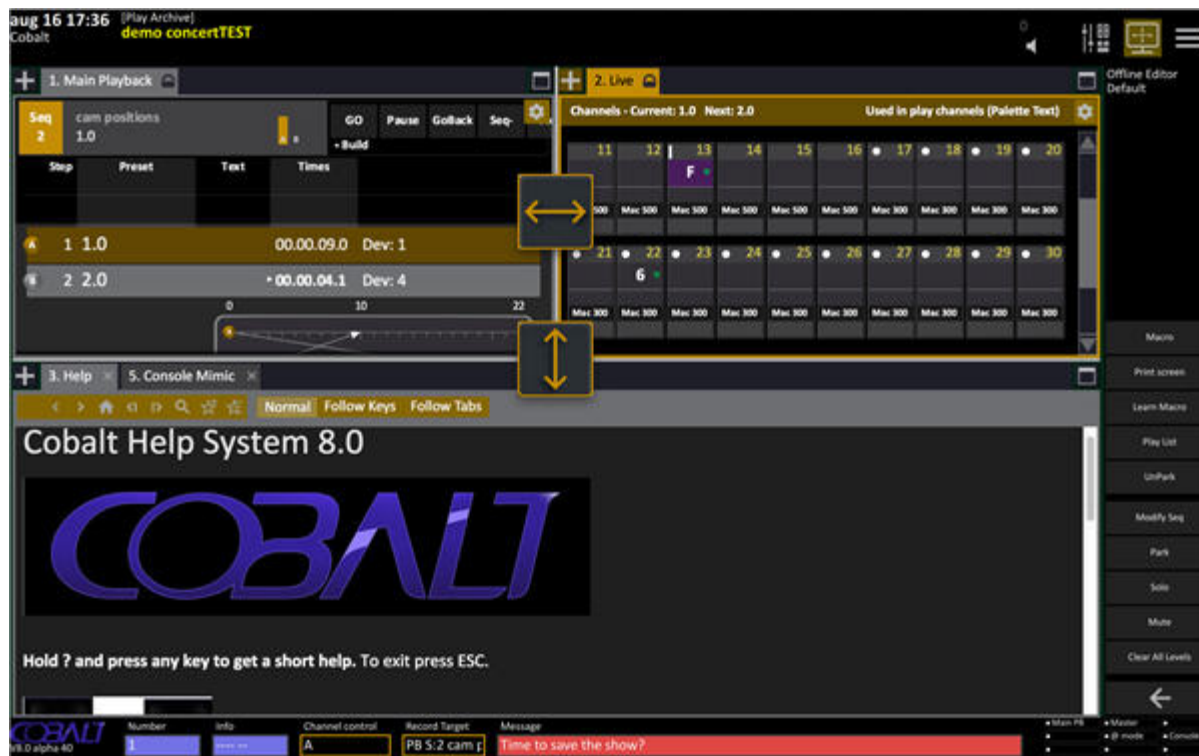 aug 16 17:36 [Play Archive]
Cobalt demo concertTEST
0
1. Main Playback
2. Live
Offline Editor
Default
Seq cam positions
2 1.0
A B
GO Pause GoBack Seq-
Build
Channels - Current: 1.0 Next: 2.0 Used in play channels (Palette Text)
Step Preset Text Times
11 12 13 14 15 16 17 18 19 20
F
500 Mac 500 Mac 500 Mac 500 Mac 500 Mac 500 Mac 300 Mac 300 Mac 300 Mac 300
A 1 1.0 00.00.09.0 Dev: 1
B 2 2.0 00.00.04.1 Dev: 4
21 22 23 24 25 26 27 28 29 30
6
Mac 300 Mac 300 Mac 300 Mac 300 Mac 300 Mac 300 Mac 300 Mac 300 Mac 300 Mac 300
0 10 22
3. Help 5. Console Mimic
Normal Follow Keys Follow Tabs
Cobalt Help System 8.0
COBALT
Hold ? and press any key to get a short help. To exit press ESC.
Macro
Print screen
Learn Macro
Play List
UnPark
Modify Seq
Park
Solo
Mute
Clear All Levels
COBALT
V8.0 alpha 40
Number
1
Info
---- --
Channel control
A
Record Target
PB S:2 cam p
Message
Time to save the show?
Main PB
Master
@ mode